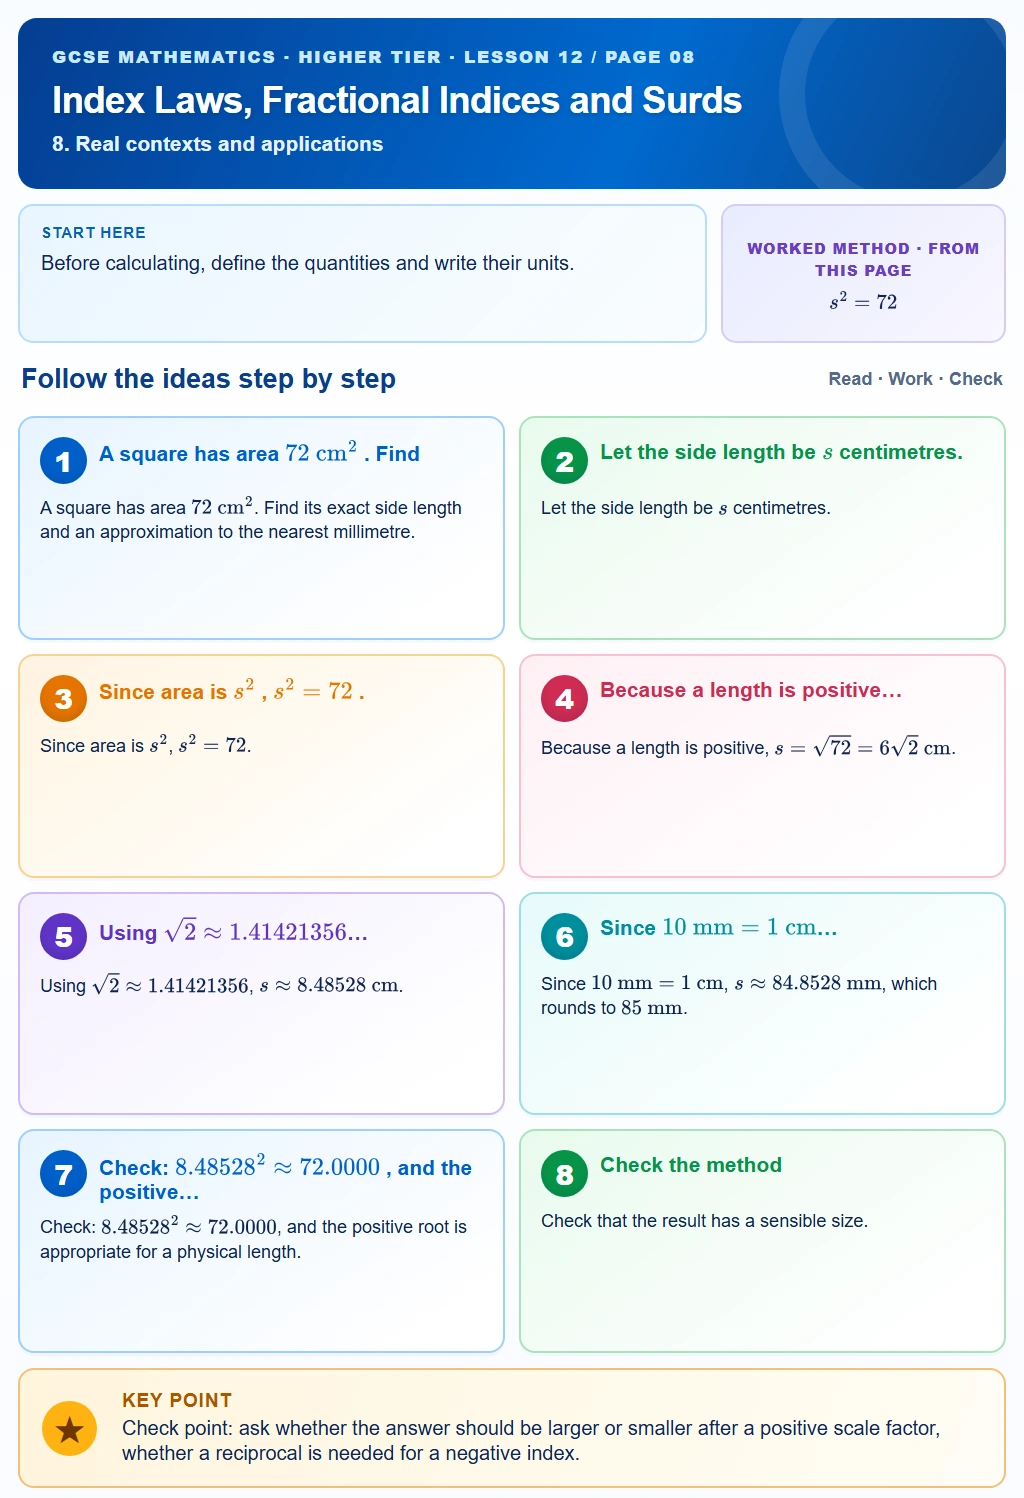 GCSE MATHEMATICS · HIGHER TIER · LESSON 12 / PAGE 08
Index Laws, Fractional Indices and Surds
8. Real contexts and applications
START HERE
Before calculating, define the quantities and write their units.
WORKED METHOD · FROM
THIS PAGE
s² = 72
Follow the ideas step by step
Read · Work · Check
1
A square has area 72 cm² . Find
A square has area 72 cm². Find its exact side length
and an approximation to the nearest millimetre.
2
Let the side length be s centimetres.
Let the side length be s centimetres.
3
Since area is s² , s² = 72 .
Since area is s², s² = 72.
4
Because a length is positive…
Because a length is positive, s = √72 = 6√2 cm.
5
Using √2 ≈ 1.41421356…
Using √2 ≈ 1.41421356, s ≈ 8.48528 cm.
6
Since 10 mm = 1 cm…
Since 10 mm = 1 cm, s ≈ 84.8528 mm, which
rounds to 85 mm.
7
Check: 8.48528² ≈ 72.0000 , and the
positive…
Check: 8.48528² ≈ 72.0000, and the positive root is
appropriate for a physical length.
8
Check the method
Check that the result has a sensible size.
KEY POINT
Check point: ask whether the answer should be larger or smaller after a positive scale factor,
whether a reciprocal is needed for a negative index.